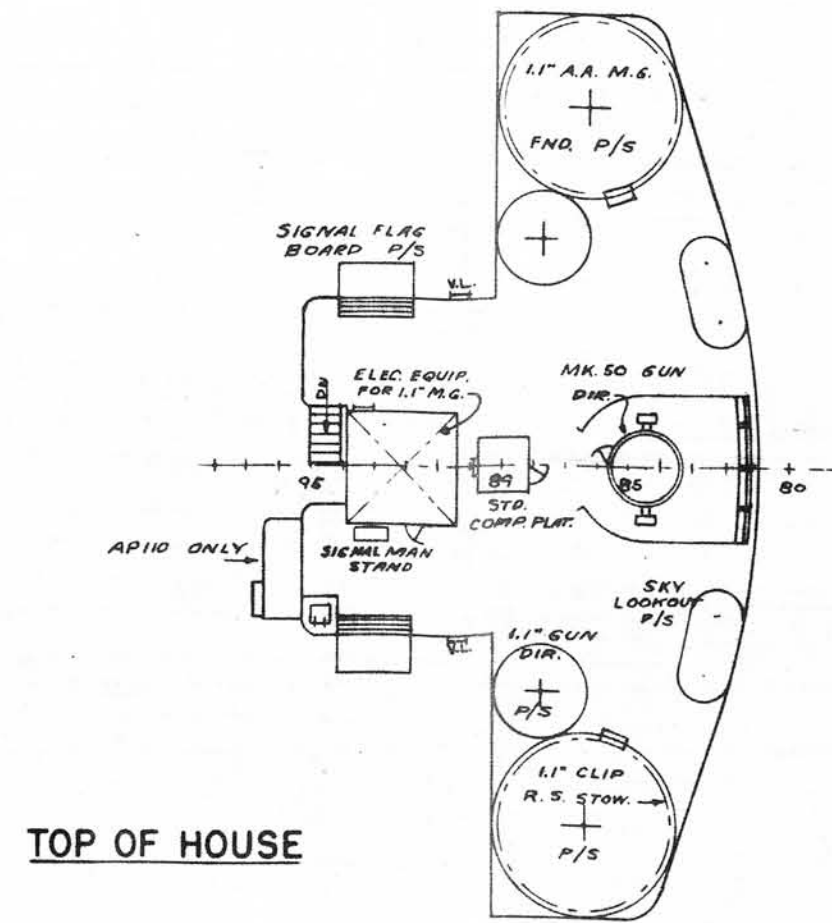 1.1" A.A. M.G.
FND. P/S
SIGNAL FLAG
BOARD P/S
V.L.
ELEC. EQUIP.
FOR 1.1" M.G.
MK. 50 GUN
DIR.
DN
95
89
85
80
STD.
COMP. PLAT.
AP110 ONLY
SIGNAL MAN
STAND
SKY
LOOKOUT
P/S
V.L.
1.1" GUN
DIR.
P/S
1.1" CLIP
R. S. STOW.
P/S
TOP OF HOUSE